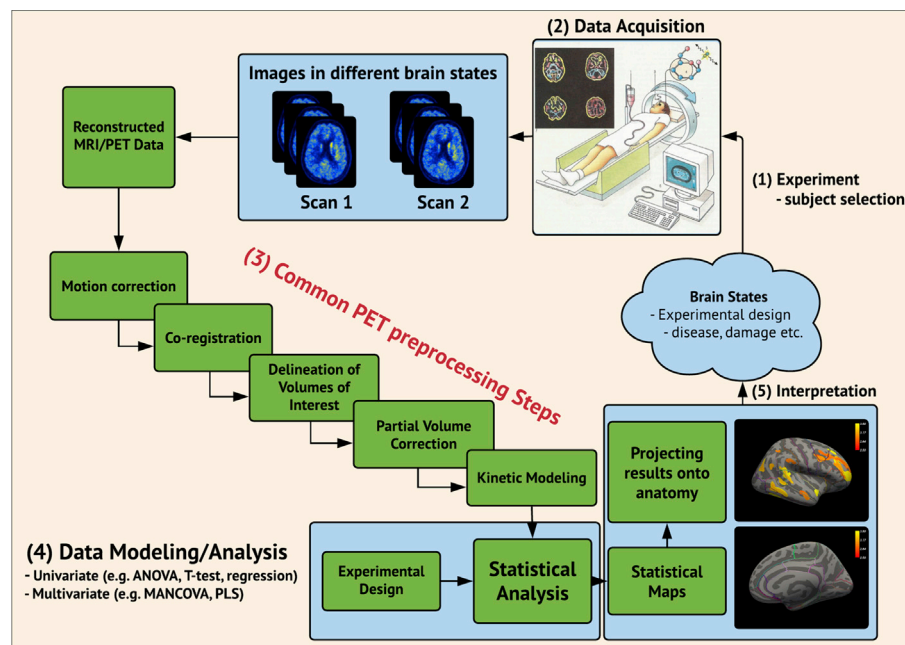 (2) Data Acquisition
Images in different brain states
Scan 1
Scan 2
Reconstructed
MRI/PET Data
(1) Experiment
- subject selection
Brain States
- Experimental design
- disease, damage etc.
(3) Common PET preprocessing Steps
Motion correction
Co-registration
Delineation of
Volumes of
Interest
Partial Volume
Correction
Kinetic Modeling
(4) Data Modeling/Analysis
- Univariate (e.g. ANOVA, T-test, regression)
- Multivariate (e.g. MANCOVA, PLS)
Experimental
Design
Statistical
Analysis
(5) Interpretation
Projecting
results onto
anatomy
Statistical
Maps